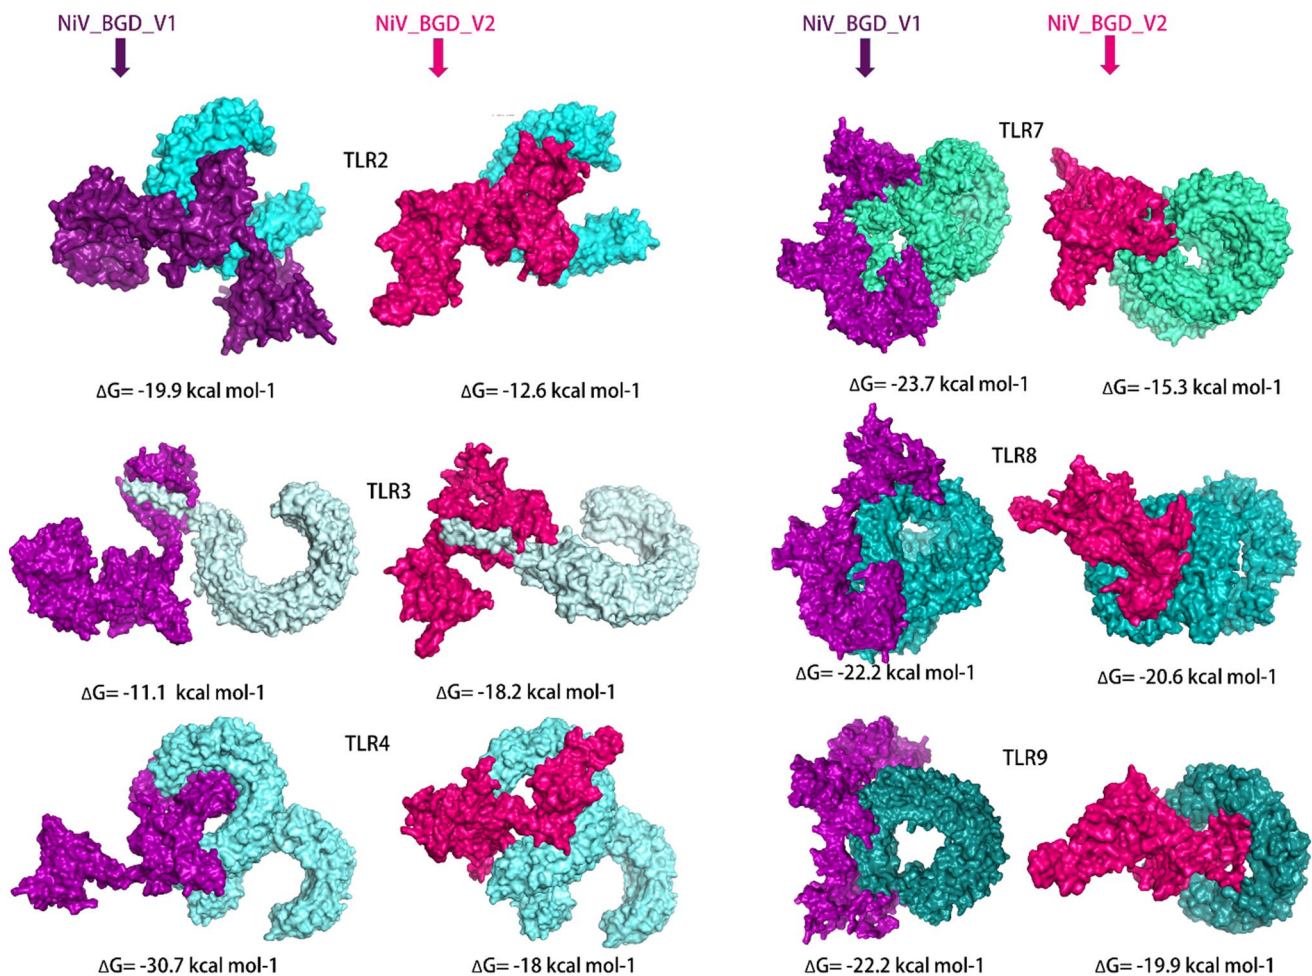 NiV_BGD_V1
NiV_BGD_V2
NiV_BGD_V1
NiV_BGD_V2
TLR2
TLR7
ΔG= -19.9 kcal mol-1
ΔG= -12.6 kcal mol-1
ΔG= -23.7 kcal mol-1
ΔG= -15.3 kcal mol-1
TLR3
TLR8
ΔG= -11.1 kcal mol-1
ΔG= -18.2 kcal mol-1
ΔG= -22.2 kcal mol-1
ΔG= -20.6 kcal mol-1
TLR4
TLR9
ΔG= -30.7 kcal mol-1
ΔG= -18 kcal mol-1
ΔG= -22.2 kcal mol-1
ΔG= -19.9 kcal mol-1